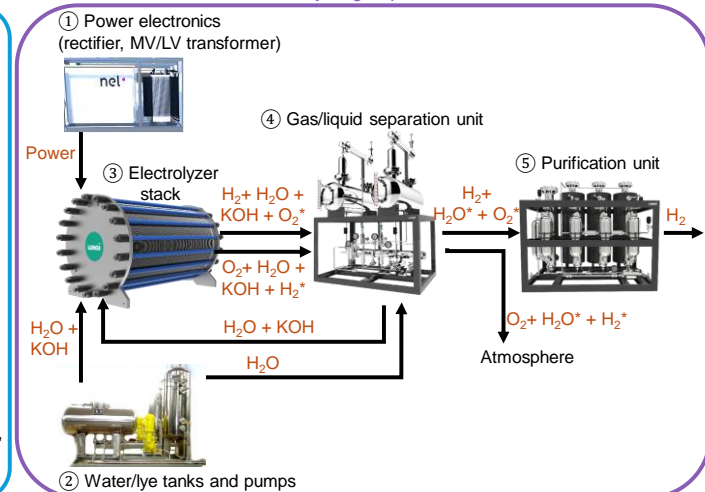 ① Power electronics
(rectifier, MV/LV transformer)
nel
Power
③ Electrolyzer
stack
④ Gas/liquid separation unit
⑤ Purification unit
H₂+ H₂O +
KOH + O₂*
O₂+ H₂O +
KOH + H₂*
H₂+
H₂O* + O₂*
H₂
H₂O +
KOH
H₂O + KOH
H₂O
O₂+ H₂O* + H₂*
Atmosphere
② Water/lye tanks and pumps